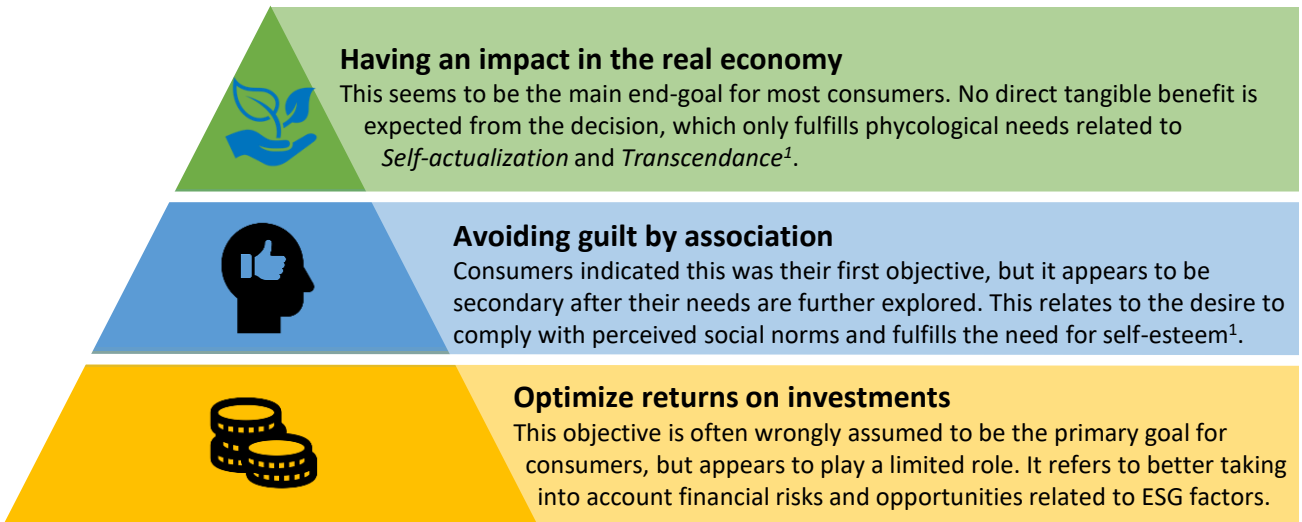 Having an impact in the real economy
This seems to be the main end-goal for most consumers. No direct tangible benefit is
expected from the decision, which only fulfills phycological needs related to
Self-actualization and Transcendance¹.
Avoiding guilt by association
Consumers indicated this was their first objective, but it appears to be
secondary after their needs are further explored. This relates to the desire to
comply with perceived social norms and fulfills the need for self-esteem¹.
Optimize returns on investments
This objective is often wrongly assumed to be the primary goal for
consumers, but appears to play a limited role. It refers to better taking
into account financial risks and opportunities related to ESG factors.